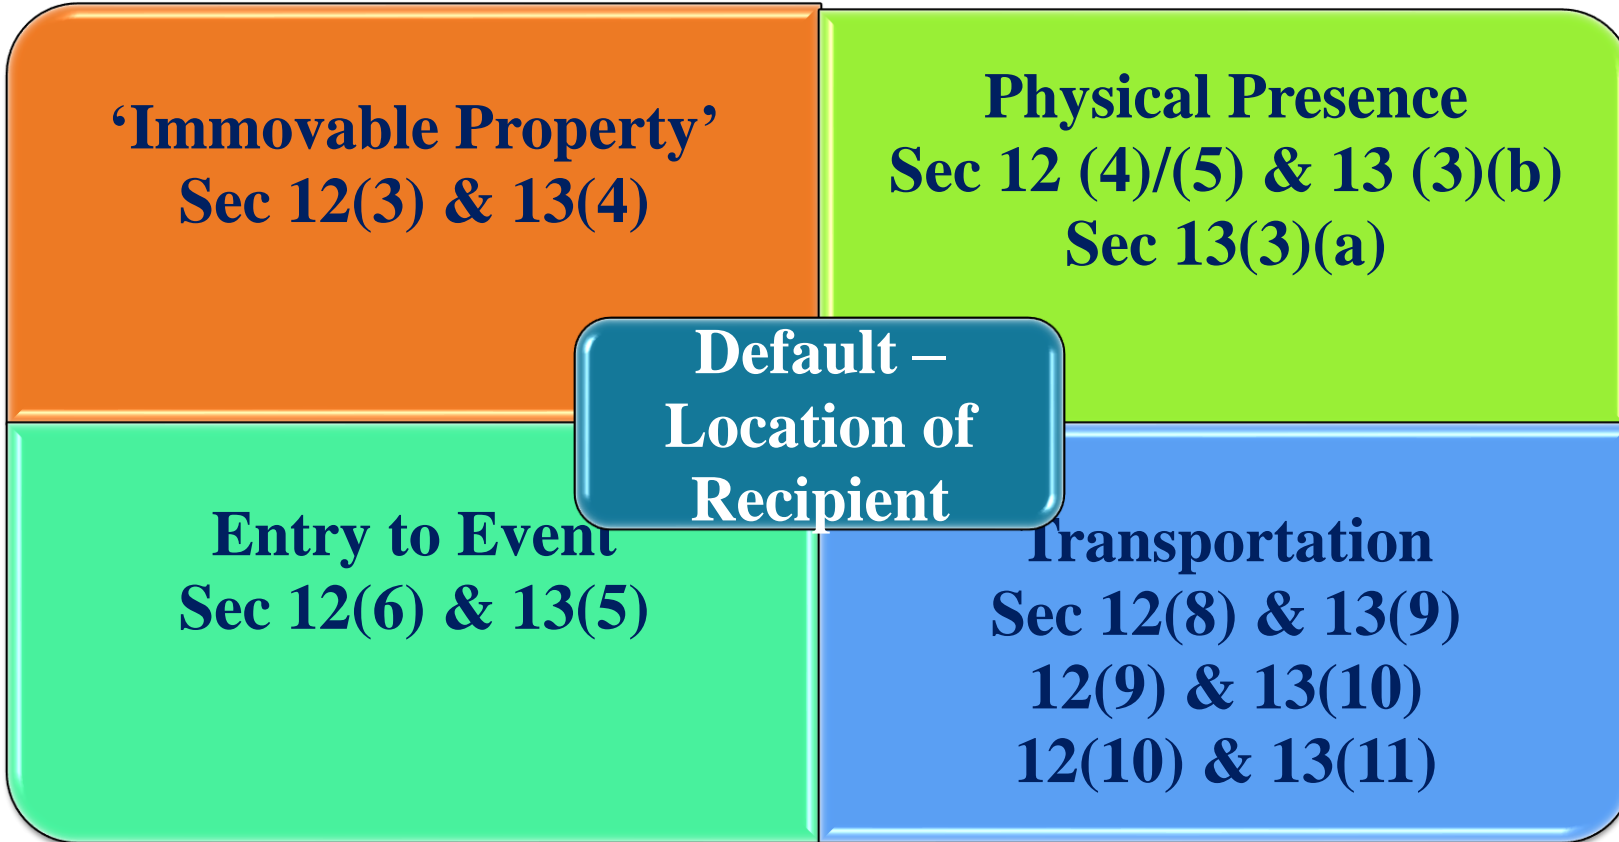 ‘Immovable Property’
Sec 12(3) & 13(4)
Physical Presence
Sec 12 (4)/(5) & 13 (3)(b)
Sec 13(3)(a)
Default –
Location of
Recipient
Entry to Event
Sec 12(6) & 13(5)
Transportation
Sec 12(8) & 13(9)
12(9) & 13(10)
12(10) & 13(11)